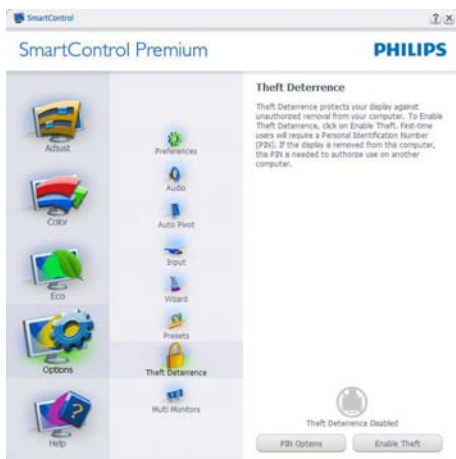 SmartControl
SmartControl Premium
PHILIPS
Adjust
Color
Eco
Options
Help
Preferences
Audio
Auto Pivot
Input
Wizard
Presets
Theft Deterrence
Multi Monitors
Theft Deterrence
Theft Deterrence protects your display against
unauthorized removal from your computer. To Enable
Theft Deterrence, click on Enable Theft. First-time
users will require a Personal Identification Number
(PIN). If the display is removed from this computer,
this PIN is needed to authorize use on another
computer.
Theft Deterrence Disabled
PIN Options
Enable Theft